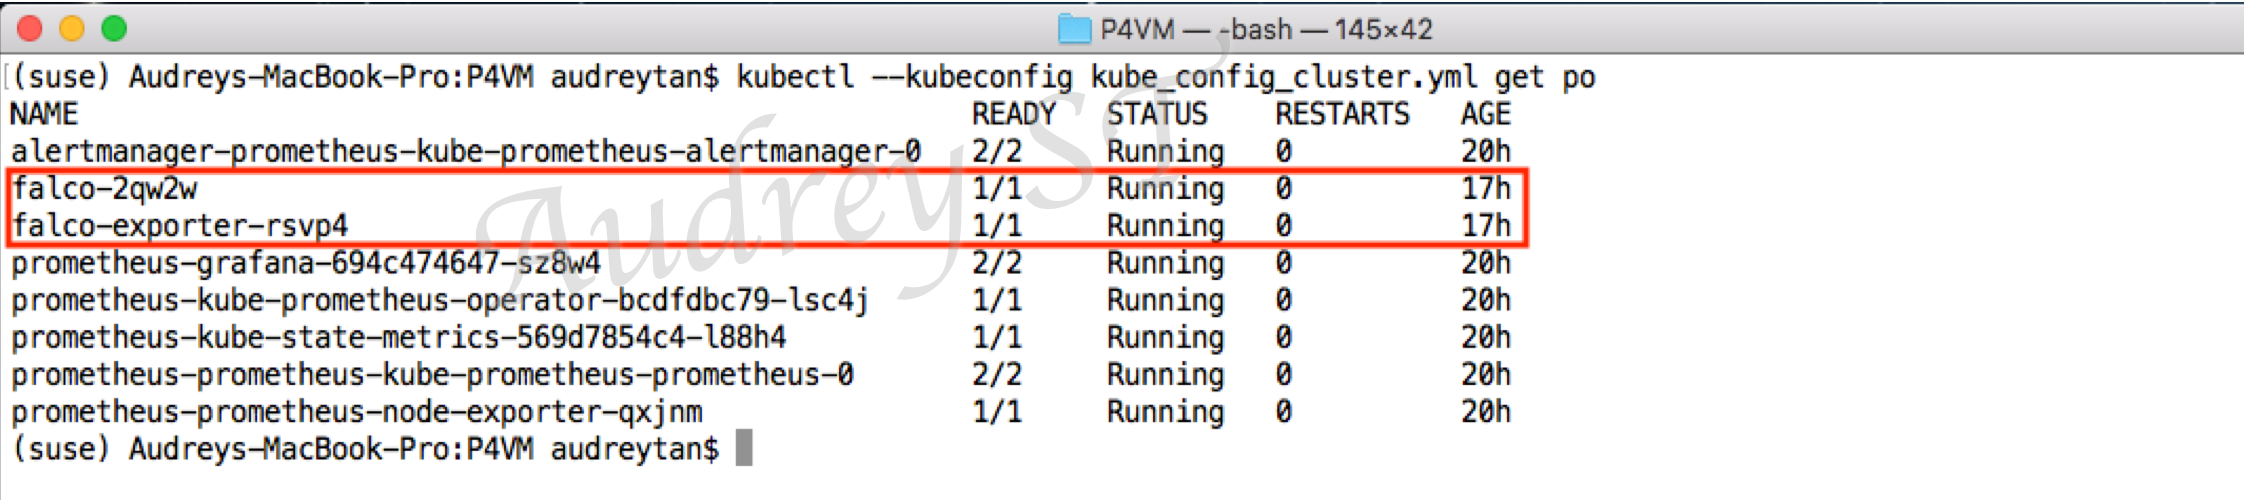 P4VM — -bash — 145×42
(suse) Audreys-MacBook-Pro:P4VM audreytan$ kubectl --kubeconfig kube_config_cluster.yml get po
NAME READY STATUS RESTARTS AGE
alertmanager-prometheus-kube-prometheus-alertmanager-0 2/2 Running 0 20h
falco-2qw2w 1/1 Running 0 17h
falco-exporter-rsvp4 1/1 Running 0 17h
prometheus-grafana-694c474647-sz8w4 2/2 Running 0 20h
prometheus-kube-prometheus-operator-bcdfdbc79-lsc4j 1/1 Running 0 20h
prometheus-kube-state-metrics-569d7854c4-l88h4 1/1 Running 0 20h
prometheus-prometheus-kube-prometheus-prometheus-0 2/2 Running 0 20h
prometheus-prometheus-node-exporter-qxjnm 1/1 Running 0 20h
(suse) Audreys-MacBook-Pro:P4VM audreytan$
Audrey ST